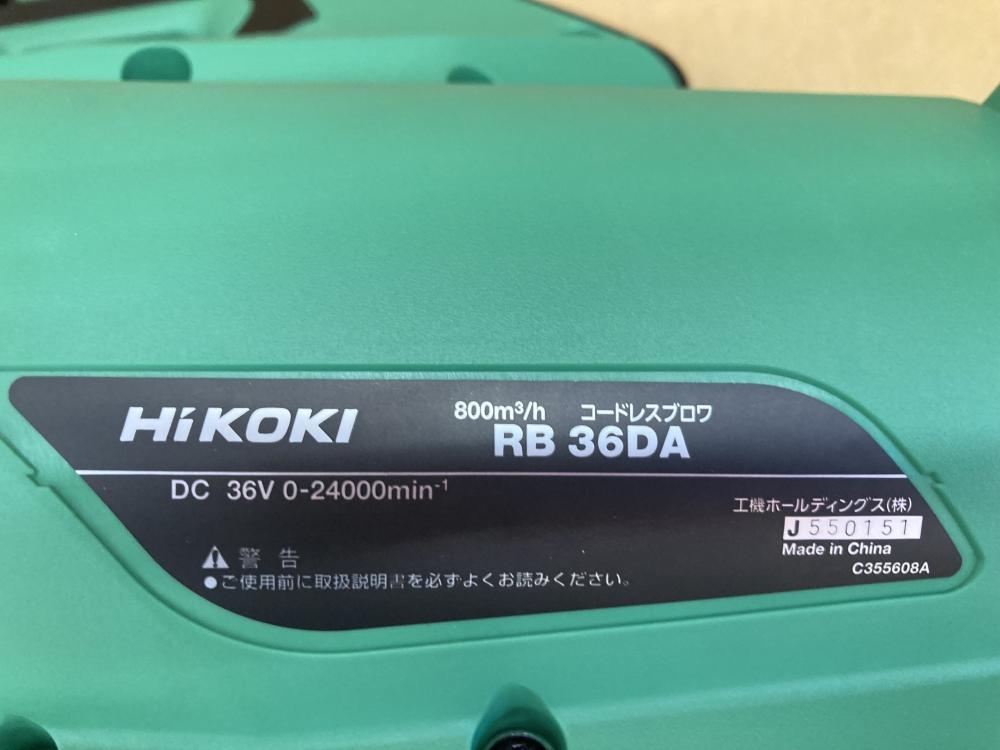 HiKOKI
800m³/h コードレスブロワ
RB 36DA
DC 36V 0-24000min⁻¹
工機ホールディングス(株)
J550151
Made in China
C355608A
警告
●ご使用前に取扱説明書を必ずよくお読みください。